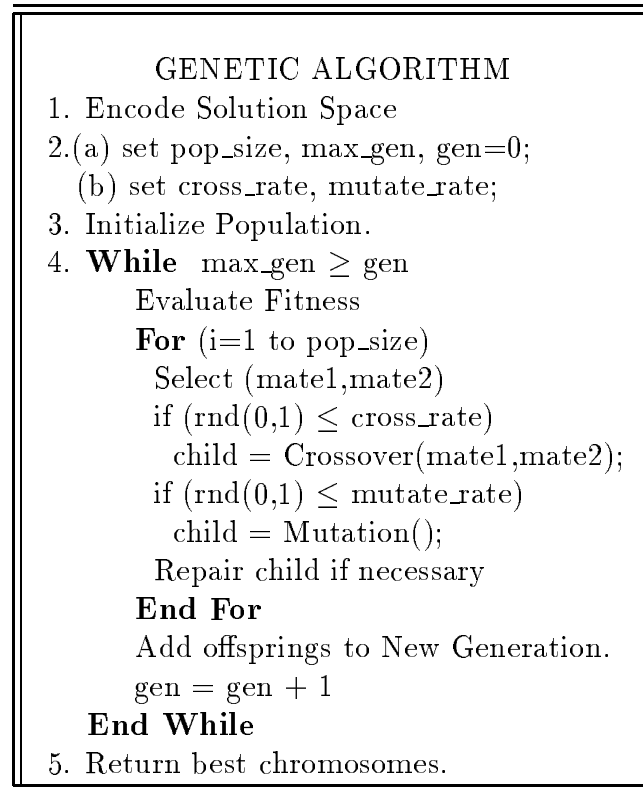 GENETIC ALGORITHM
1. Encode Solution Space
2.(a) set pop_size, max_gen, gen=0;
(b) set cross_rate, mutate_rate;
3. Initialize Population.
4. While max_gen ≥ gen
Evaluate Fitness
For (i=1 to pop_size)
Select (mate1,mate2)
if (rnd(0,1) ≤ cross_rate)
child = Crossover(mate1,mate2);
if (rnd(0,1) ≤ mutate_rate)
child = Mutation();
Repair child if necessary
End For
Add offsprings to New Generation.
gen = gen + 1
End While
5. Return best chromosomes.